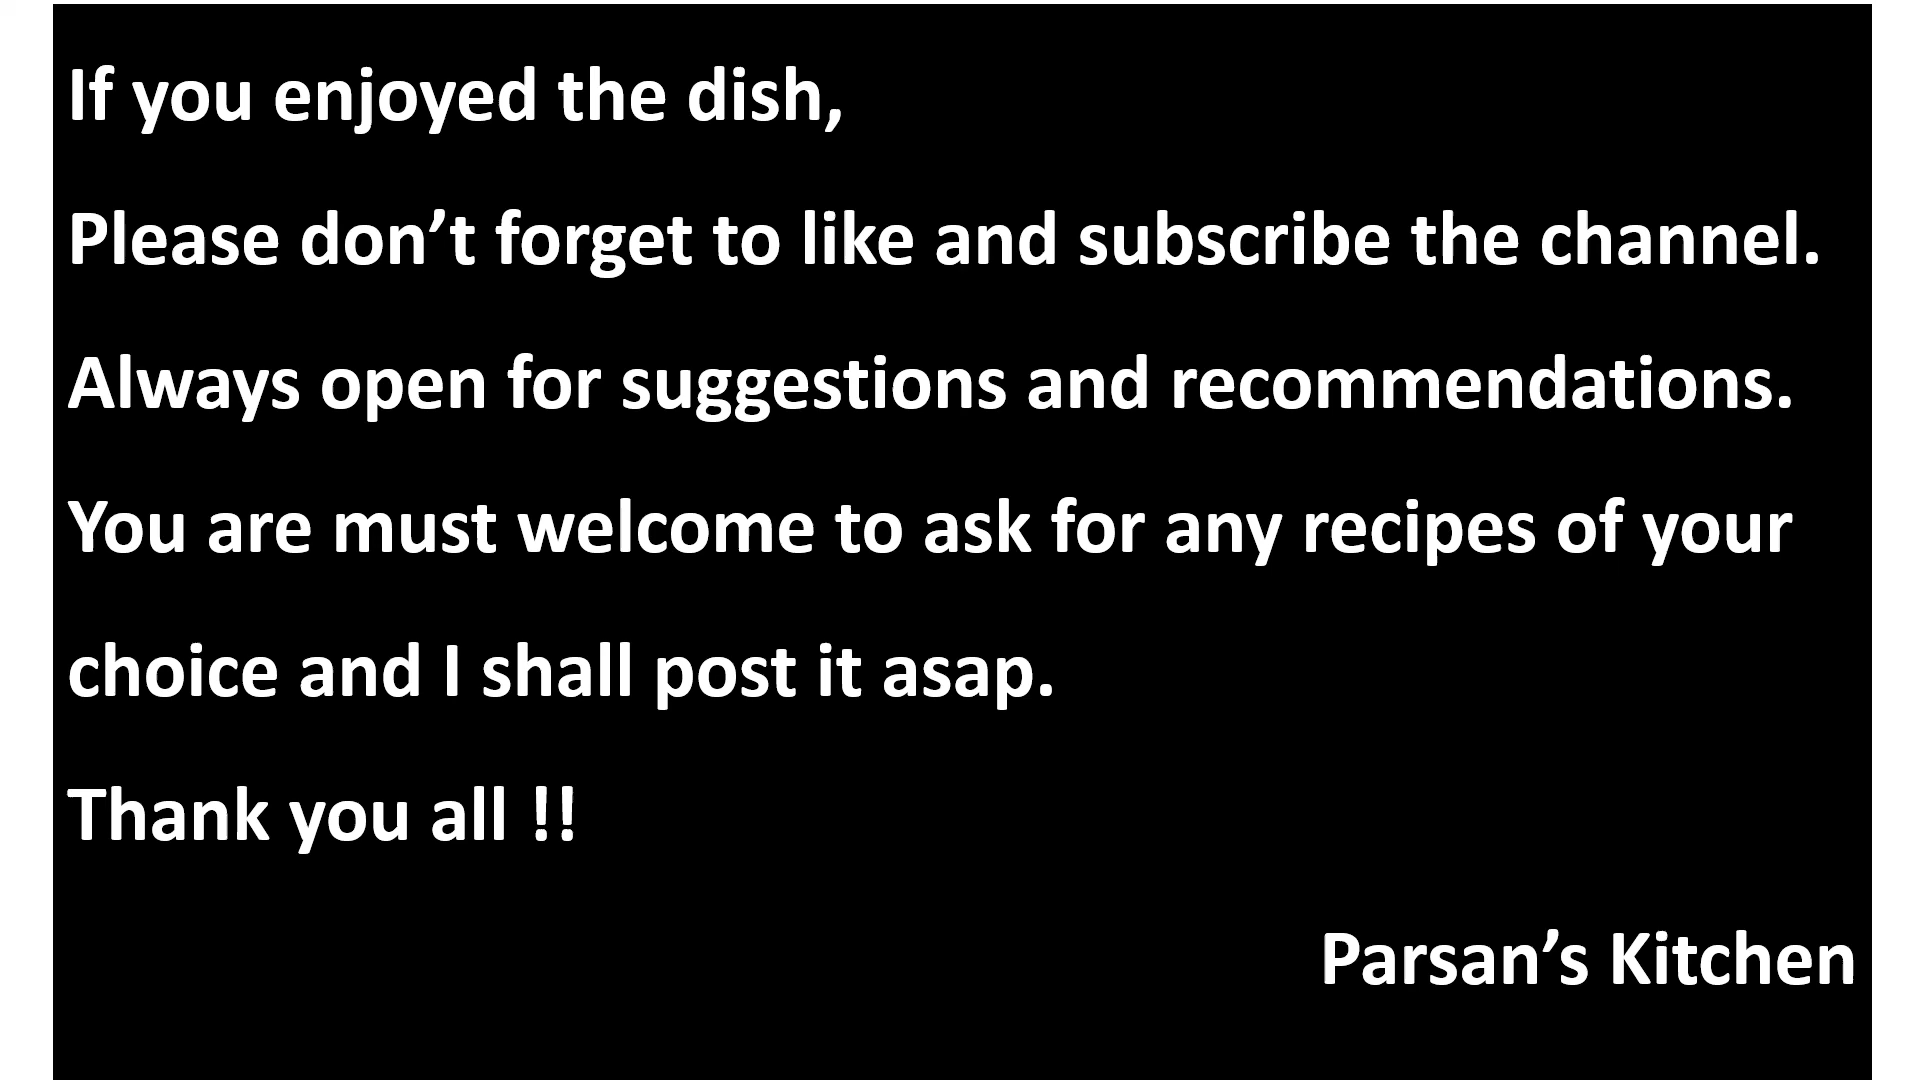 If you enjoyed the dish,
Please don’t forget to like and subscribe the channel.
Always open for suggestions and recommendations.
You are must welcome to ask for any recipes of your
choice and I shall post it asap.
Thank you all !!
Parsan’s Kitchen